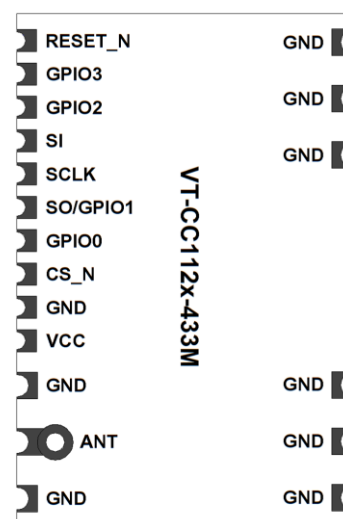 RESET_N
GPIO3
GPIO2
SI
SCLK
SO/GPIO1
GPIO0
CS_N
GND
VCC
GND
ANT
GND
VT-CC112x-433M
GND
GND
GND
GND
GND
GND